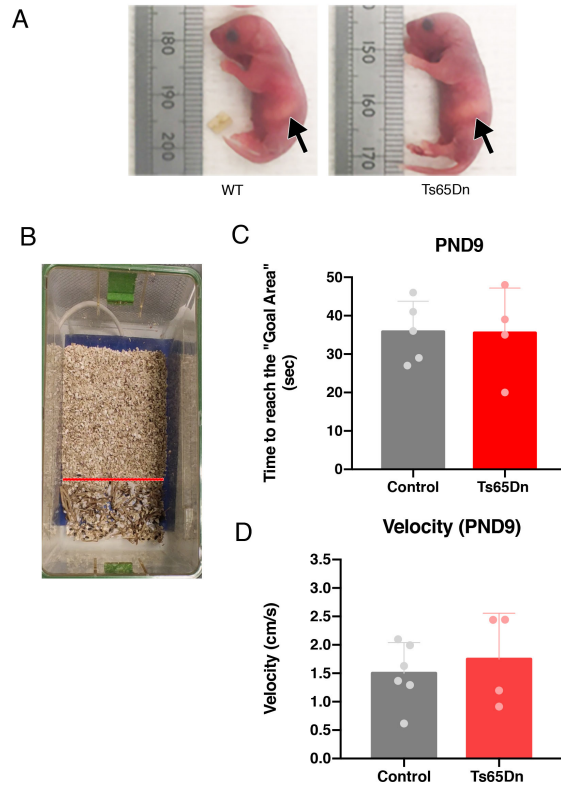 A
180
190
200
150
160
170
WT
Ts65Dn
B
C
PND9
Time to reach the "Goal Area"
(sec)
50
40
30
20
10
0
Control
Ts65Dn
D
Velocity (PND9)
Velocity (cm/s)
3.5
3.0
2.5
2.0
1.5
1.0
0.5
0.0
Control
Ts65Dn